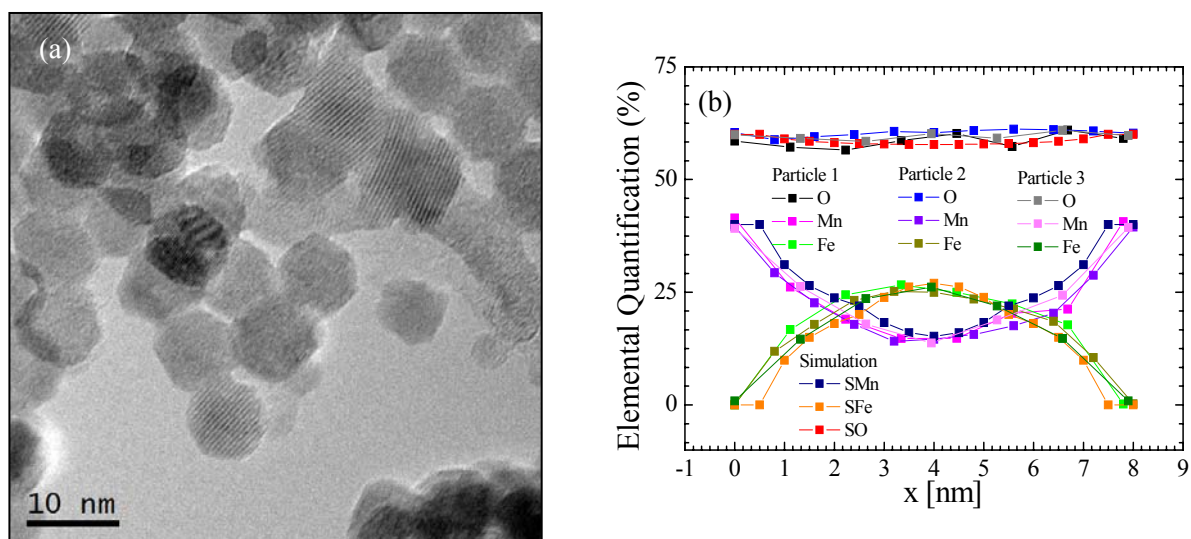 (a)
10 nm
(b)
Elemental Quantification (%)
75
50
25
0
Particle 1
O
Mn
Fe
Particle 2
O
Mn
Fe
Particle 3
O
Mn
Fe
Simulation
SMn
SFe
SO
-1 0 1 2 3 4 5 6 7 8 9
x [nm]